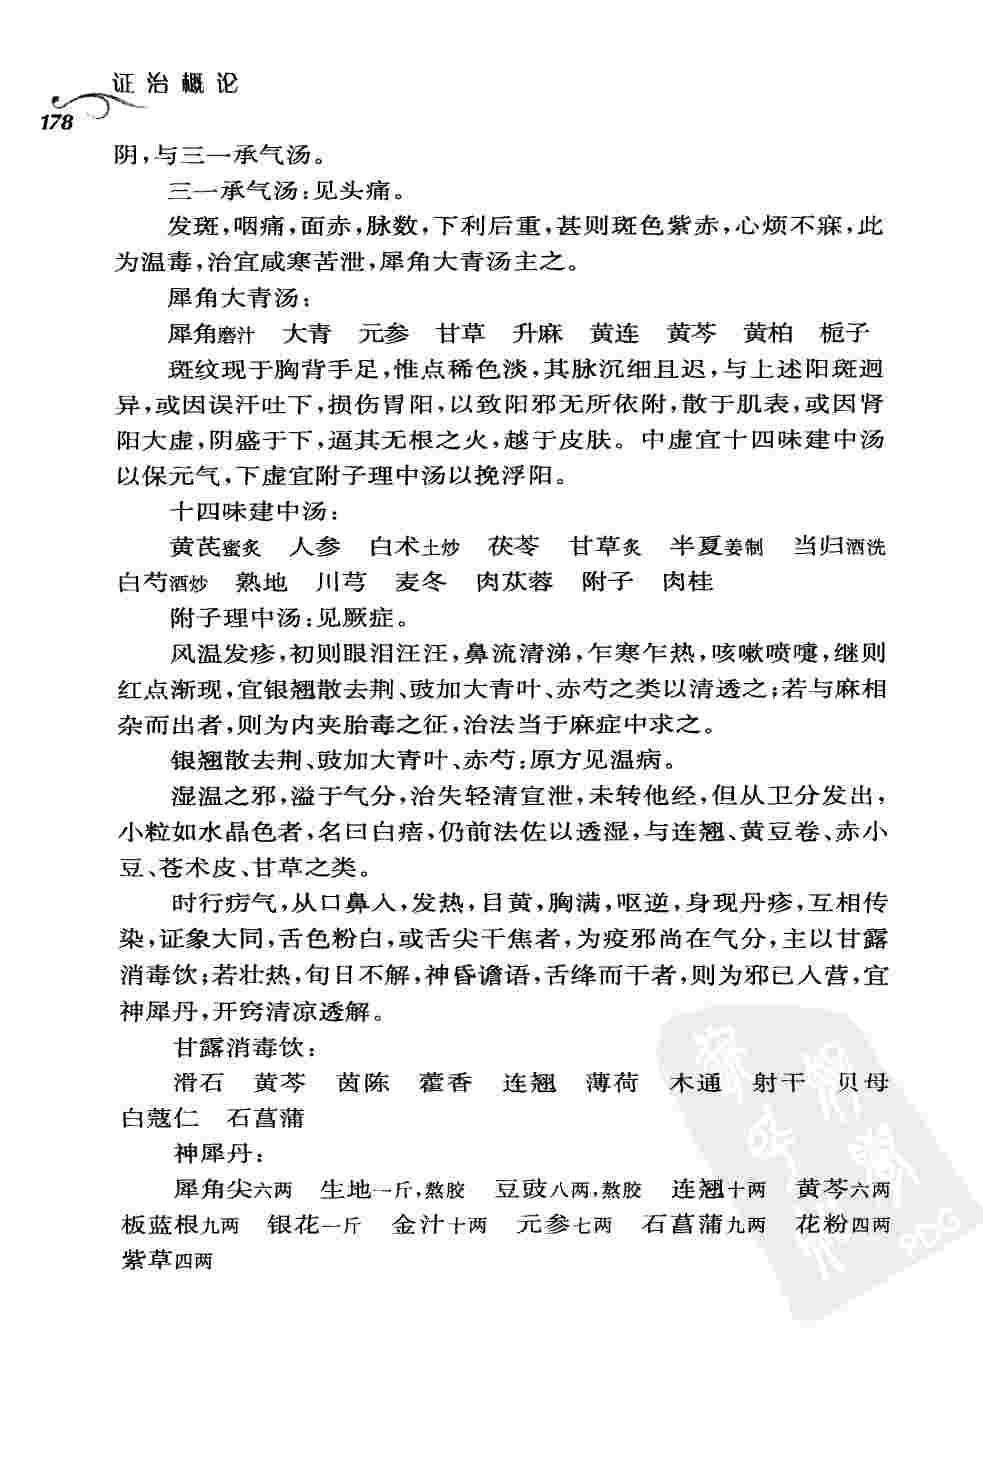 证治概论
178
阴,与三一承气汤。
三一承气汤:见头痛。
发斑,咽痛,面赤,脉数,下利后重,甚则斑色紫赤,心烦不寐,此
为温毒,治宜咸寒苦泄,犀角大青汤主之。
犀角大青汤:
犀角磨汁 大青 元参 甘草 升麻 黄连 黄芩 黄柏 栀子
斑纹现于胸背手足,惟点稀色淡,其脉沉细且迟,与上述阳斑迥
异,或因误汗吐下,损伤胃阳,以致阳邪无所依附,散于肌表,或因肾
阳大虚,阴盛于下,逼其无根之火,越于皮肤。中虚宜十四味建中汤
以保元气,下虚宜附子理中汤以挽浮阳。
十四味建中汤:
黄芪蜜炙 人参 白术土炒 茯苓 甘草炙 半夏姜制 当归酒洗
白芍酒炒 熟地 川芎 麦冬 肉苁蓉 附子 肉桂
附子理中汤:见厥症。
风温发疹,初则眼泪汪汪,鼻流清涕,乍寒乍热,咳嗽喷嚏,继则
红点渐现,宜银翘散去荆、豉加大青叶、赤芍之类以清透之;若与麻相
杂而出者,则为内夹胎毒之征,治法当于麻症中求之。
银翘散去荆、豉加大青叶、赤芍:原方见温病。
湿温之邪,溢于气分,治失轻清宣泄,未转他经,但从卫分发出,
小粒如水晶色者,名曰白㾦,仍前法佐以透湿,与连翘、黄豆卷、赤小
豆、苍术皮、甘草之类。
时行疠气,从口鼻人,发热,目黄,胸满,呕逆,身现丹疹,互相传
染,证象大同,舌色粉白,或舌尖干焦者,为疫邪尚在气分,主以甘露
消毒饮;若壮热,旬日不解,神昏谵语,舌绛而干者,则为邪已入营,宜
神犀丹,开窍清凉透解。
甘露消毒饮:
滑石 黄芩 茵陈 藿香 连翘 薄荷 木通 射干 贝母
白蔻仁 石菖蒲
神犀丹:
犀角尖六两 生地一斤,熬胶 豆豉八两,熬胶 连翘十两 黄芩六两
板蓝根九两 银花一斤 金汁十两 元参七两 石菖蒲九两 花粉四两
紫草四两
PDG